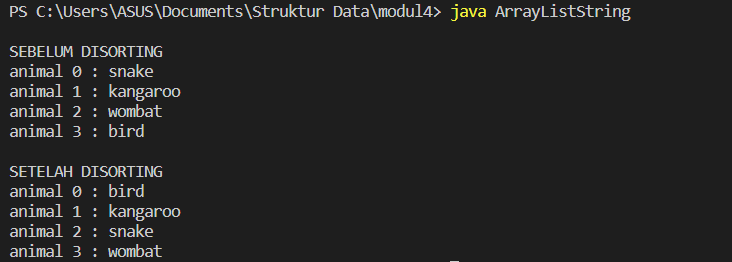 PS C:\Users\ASUS\Documents\Struktur Data\modul4> java ArrayListString
SEBELUM DISORTING
animal 0 : snake
animal 1 : kangaroo
animal 2 : wombat
animal 3 : bird
SETELAH DISORTING
animal 0 : bird
animal 1 : kangaroo
animal 2 : snake
animal 3 : wombat